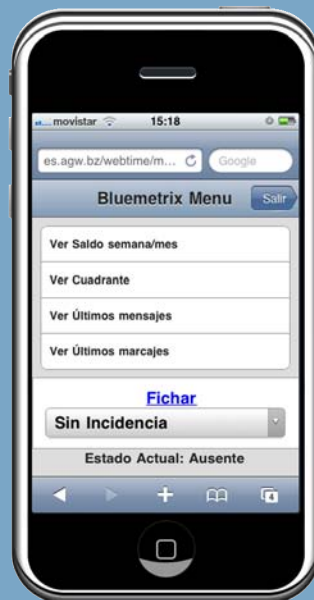 movistar 15:18
es.agw.bz/webtime/m... Google
Bluemetrix Menu Salir
Ver Saldo semana/mes
Ver Cuadrante
Ver Últimos mensajes
Ver Últimos marcajes
Fichar
Sin Incidencia
Estado Actual: Ausente
4